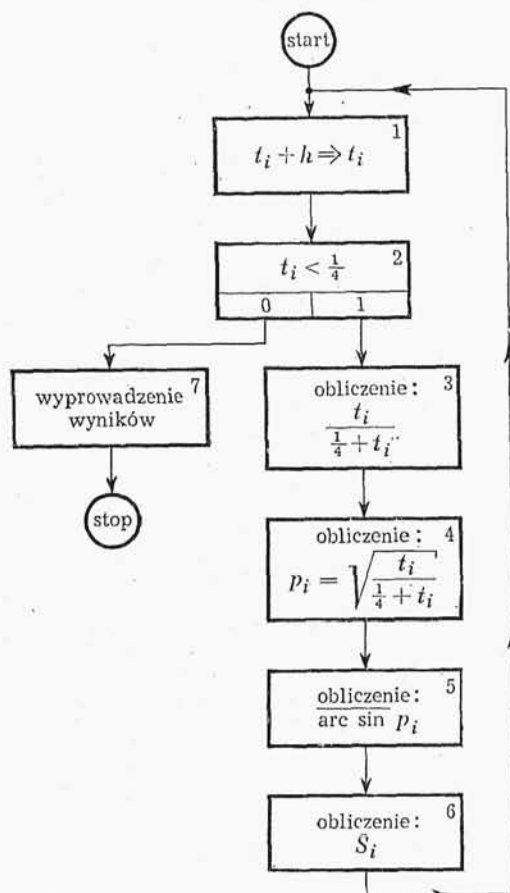 start
1
t_i + h ⇒ t_i
2
t_i < 1/4
0 1
7
wyprowadzenie
wyników
stop
3
obliczenie:
t_i / (1/4 + t_i)
4
obliczenie:
p_i = √(t_i / (1/4 + t_i))
5
obliczenie:
arc sin p_i
6
obliczenie:
S̄_i